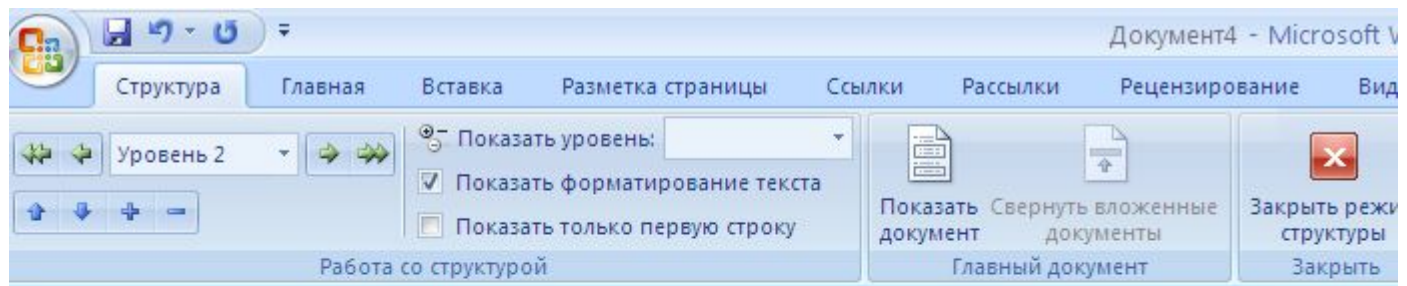 Документ4 - Microsoft W
Структура Главная Вставка Разметка страницы Ссылки Рассылки Рецензирование Вид
Уровень 2 Показать уровень:
Показать форматирование текста
Показать только первую строку
Показать документ
Свернуть вложенные документы
Закрыть режи
структуры
Работа со структурой Главный документ Закрыть